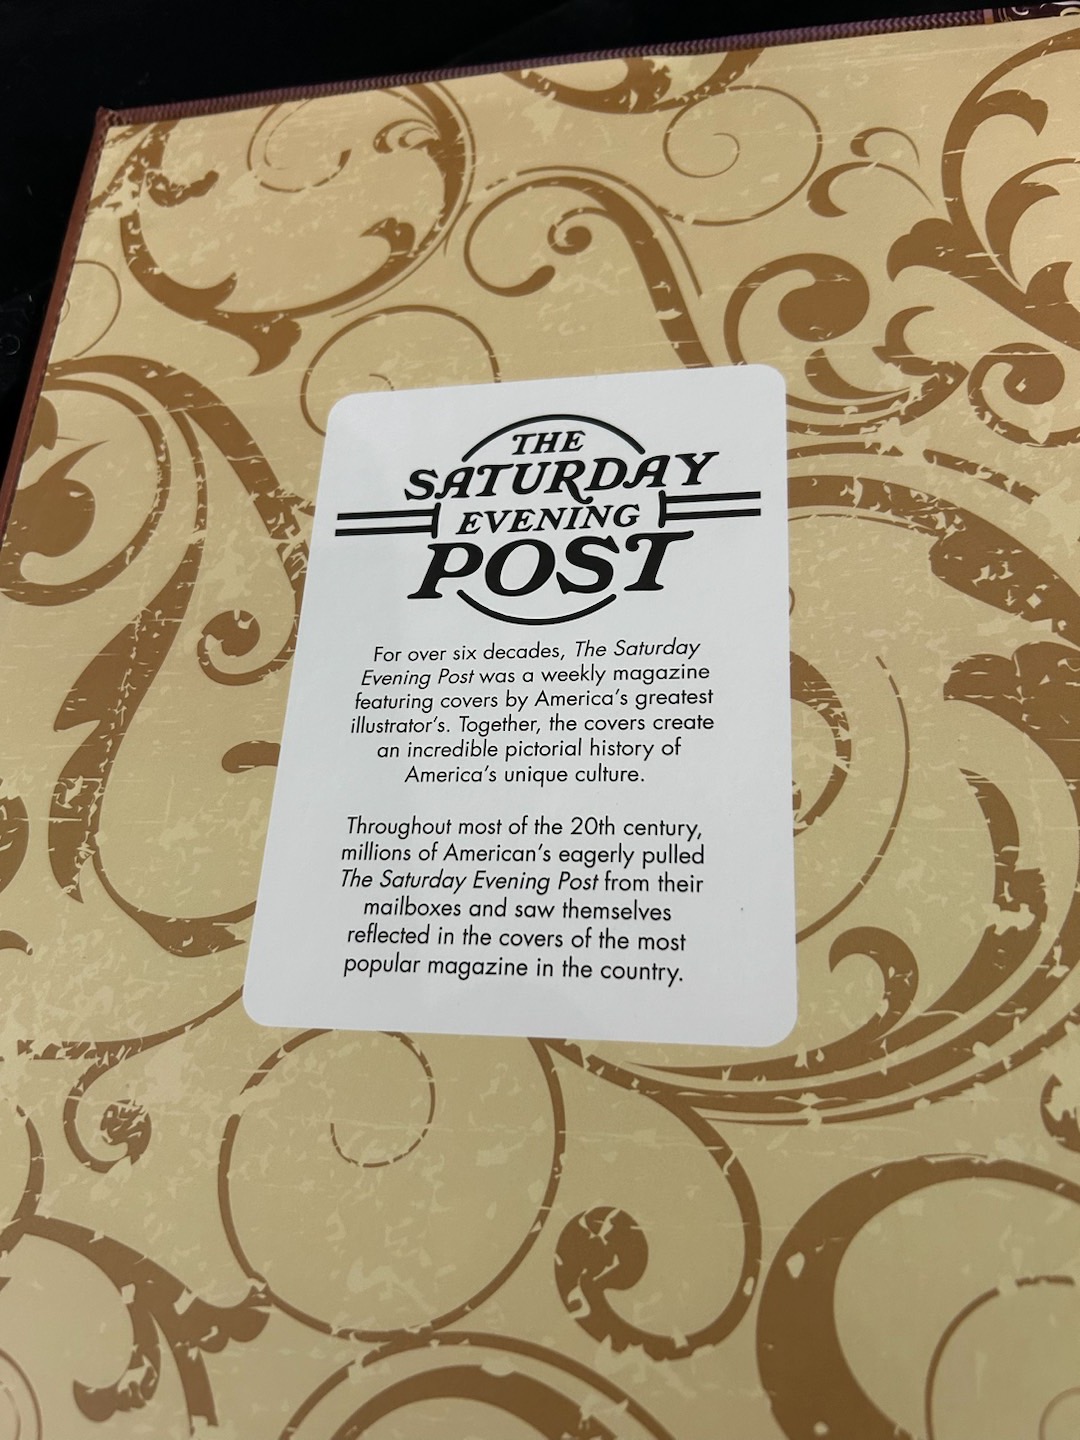 THE
SATURDAY
EVENING
POST
For over six decades, The Saturday
Evening Post was a weekly magazine
featuring covers by America's greatest
illustrator's. Together, the covers create
an incredible pictorial history of
America's unique culture.
Throughout most of the 20th century,
millions of American's eagerly pulled
The Saturday Evening Post from their
mailboxes and saw themselves
reflected in the covers of the most
popular magazine in the country.